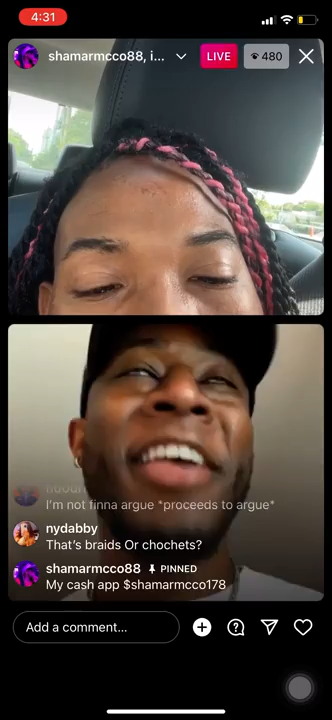 4:31
shamarmcco88, i...
LIVE
480
I'm not finna argue *proceeds to argue*
nydabby
That's braids Or chochets?
shamarmcco88 PINNED
My cash app $shamarmcco178
Add a comment...